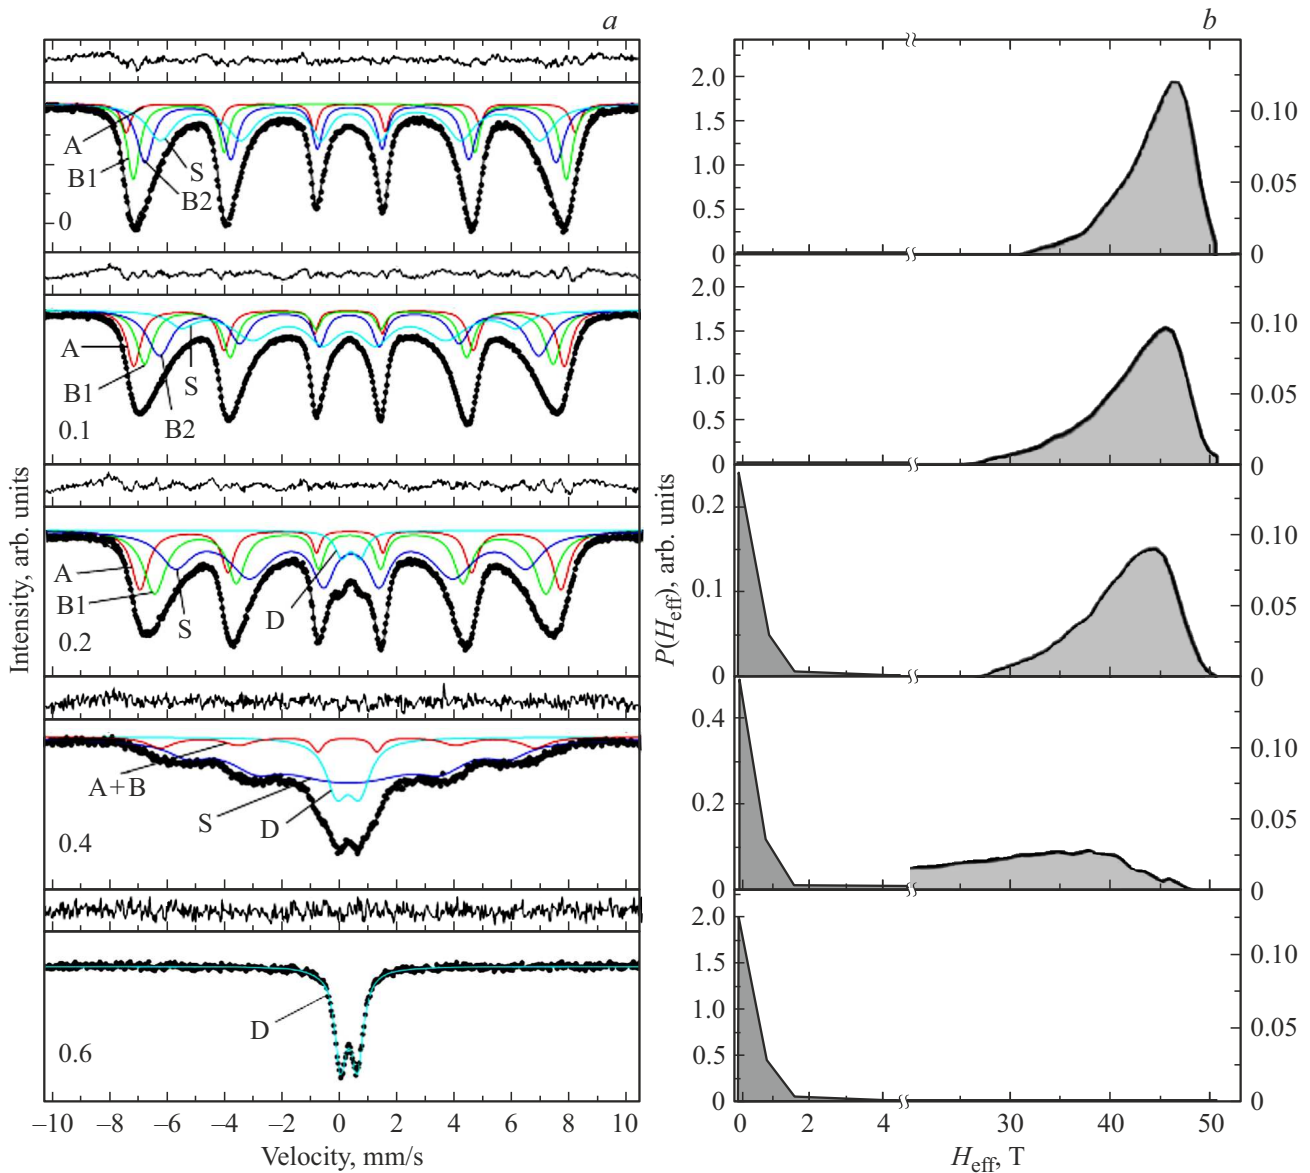 a
b
A
B1
S
B2
0
2.0
1.5
1.0
0.5
0
0.10
0.05
0
A
B1
S
B2
0.1
2.0
1.5
1.0
0.5
0
0.10
0.05
0
A
B1
S
D
0.2
0.2
0.1
0
0.10
0.05
0
A+B
S
D
0.4
0.4
0.2
0
0.10
0.05
0
D
0.6
2.0
1.5
1.0
0.5
0
0.10
0.05
0
Intensity, arb. units
P(Heff), arb. units
–10 –8 –6 –4 –2 0 2 4 6 8 10
0 2 4 30 40 50
Velocity, mm/s
Heff, T